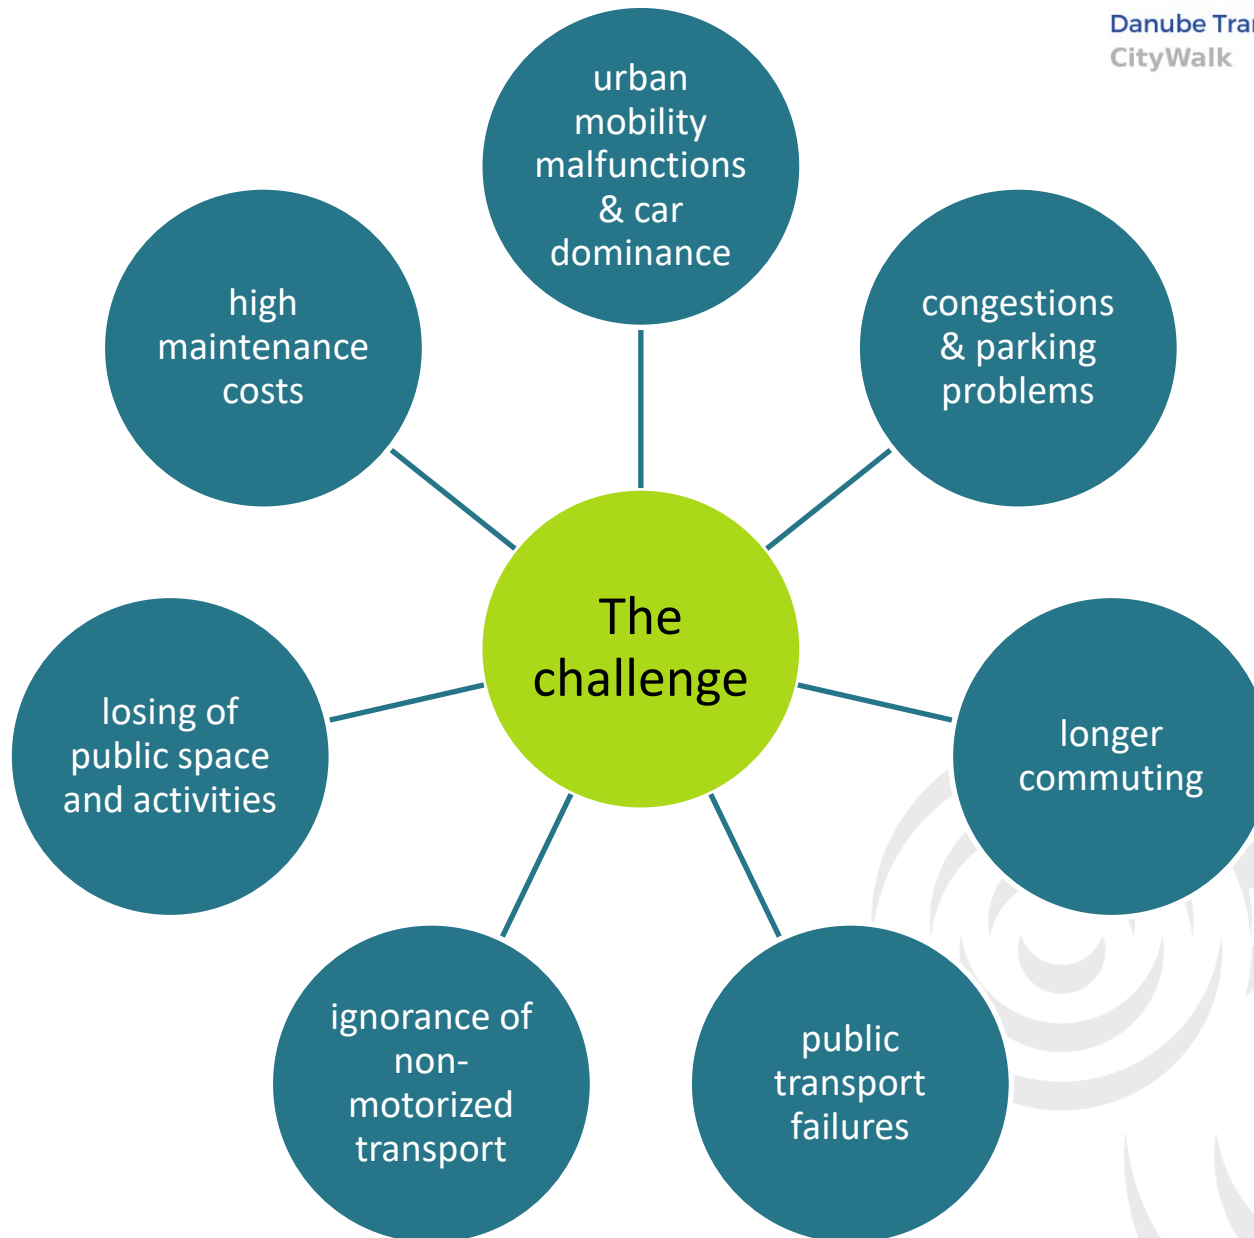 Danube Tra
CityWalk
urban
mobility
malfunctions
& car
dominance
congestions
& parking
problems
longer
commuting
public
transport
failures
ignorance of
non-
motorized
transport
losing of
public space
and activities
high
maintenance
costs
The
challenge